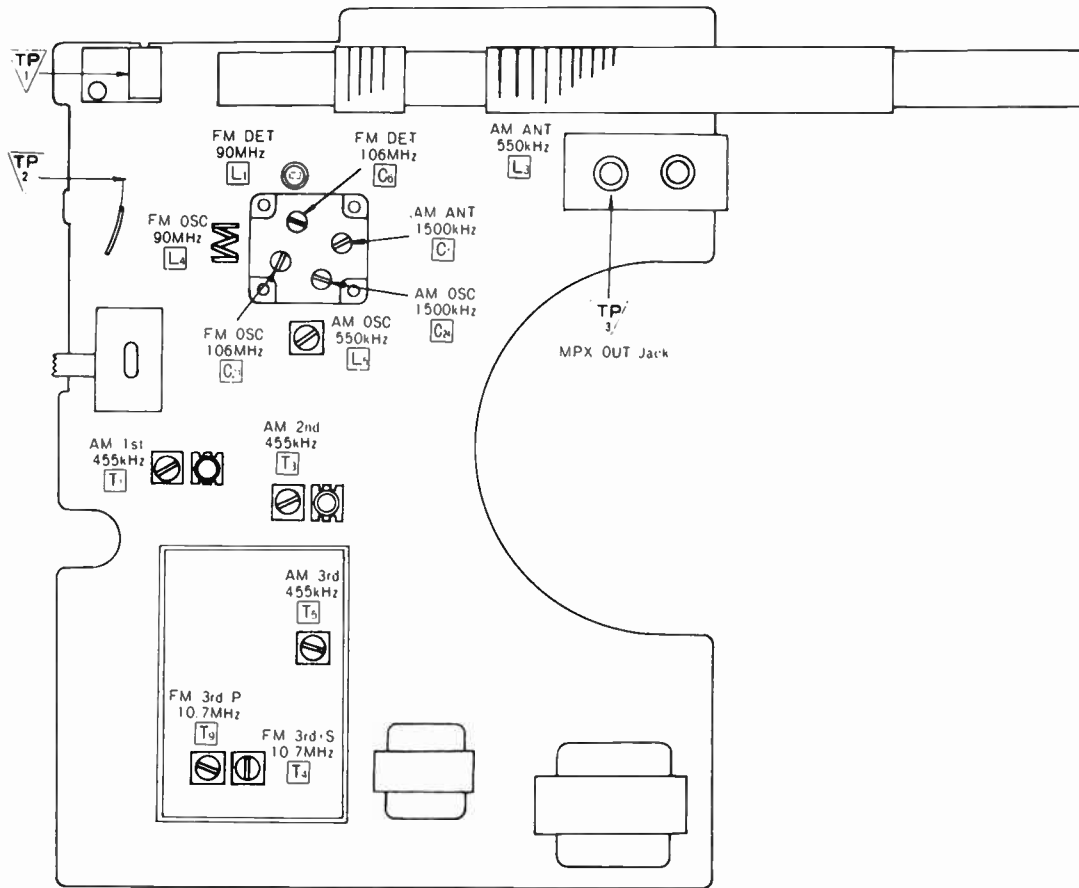 TP
1
TP
2
FM DET
90MHz
L1
FM DET
106MHz
C6
AM ANT
550kHz
L3
FM OSC
90MHz
L4
AM ANT
1500kHz
AM OSC
1500kHz
C24
FM OSC
106MHz
AM OSC
550kHz
L5
TP
3
MPX OUT Jack
AM 1st
455kHz
AM 2nd
455kHz
T3
AM 3rd
455kHz
T5
FM 3rd P
10.7MHz
T9
FM 3rd S
10.7MHz
T4